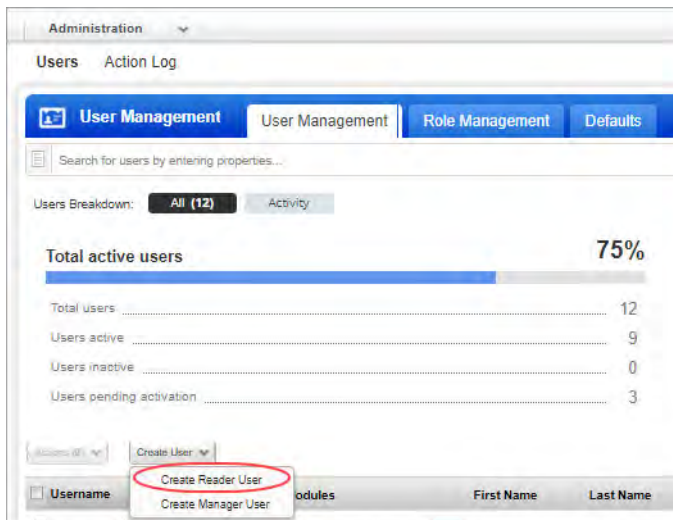 Administration
Users Action Log
User Management User Management Role Management Defaults
Search for users by entering properties...
Users Breakdown: All (12) Activity
Total active users 75%
Total users 12
Users active 9
Users inactive 0
Users pending activation 3
Create User
Create Reader User
Username odules First Name Last Name
Create Manager User